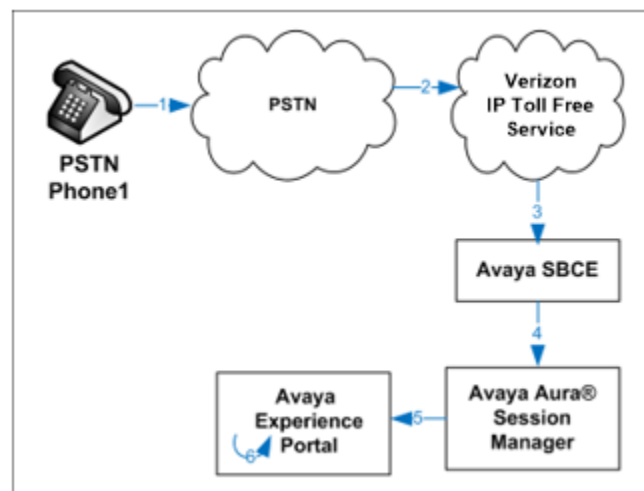 PSTN
Phone1
1
PSTN
2
Verizon
IP Toll Free
Service
3
Avaya SBCE
4
Avaya Aura®
Session
Manager
5
Avaya
Experience
Portal
6